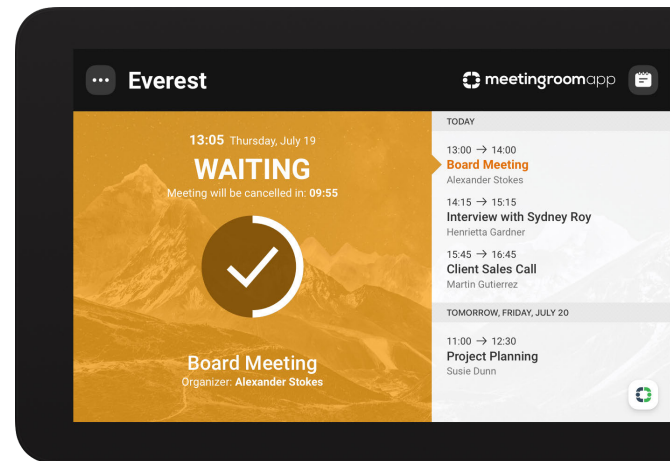 Everest
meetingroomapp
13:05 Thursday, July 19
WAITING
Meeting will be cancelled in: 09:55
Board Meeting
Organizer: Alexander Stokes
TODAY
13:00 → 14:00
Board Meeting
Alexander Stokes
14:15 → 15:15
Interview with Sydney Roy
Henrietta Gardner
15:45 → 16:45
Client Sales Call
Martin Gutierrez
TOMORROW, FRIDAY, JULY 20
11:00 → 12:30
Project Planning
Susie Dunn